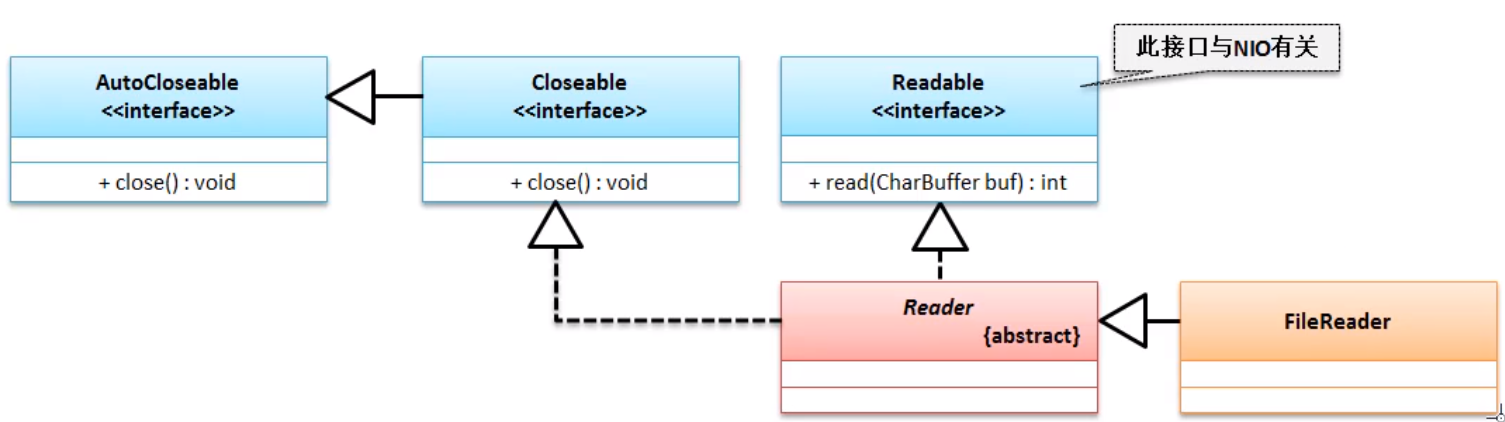 此接口与NIO有关
AutoCloseable
<<interface>>
+ close() : void
Closeable
<<interface>>
+ close() : void
Readable
<<interface>>
+ read(CharBuffer buf) : int
Reader
{abstract}
FileReader